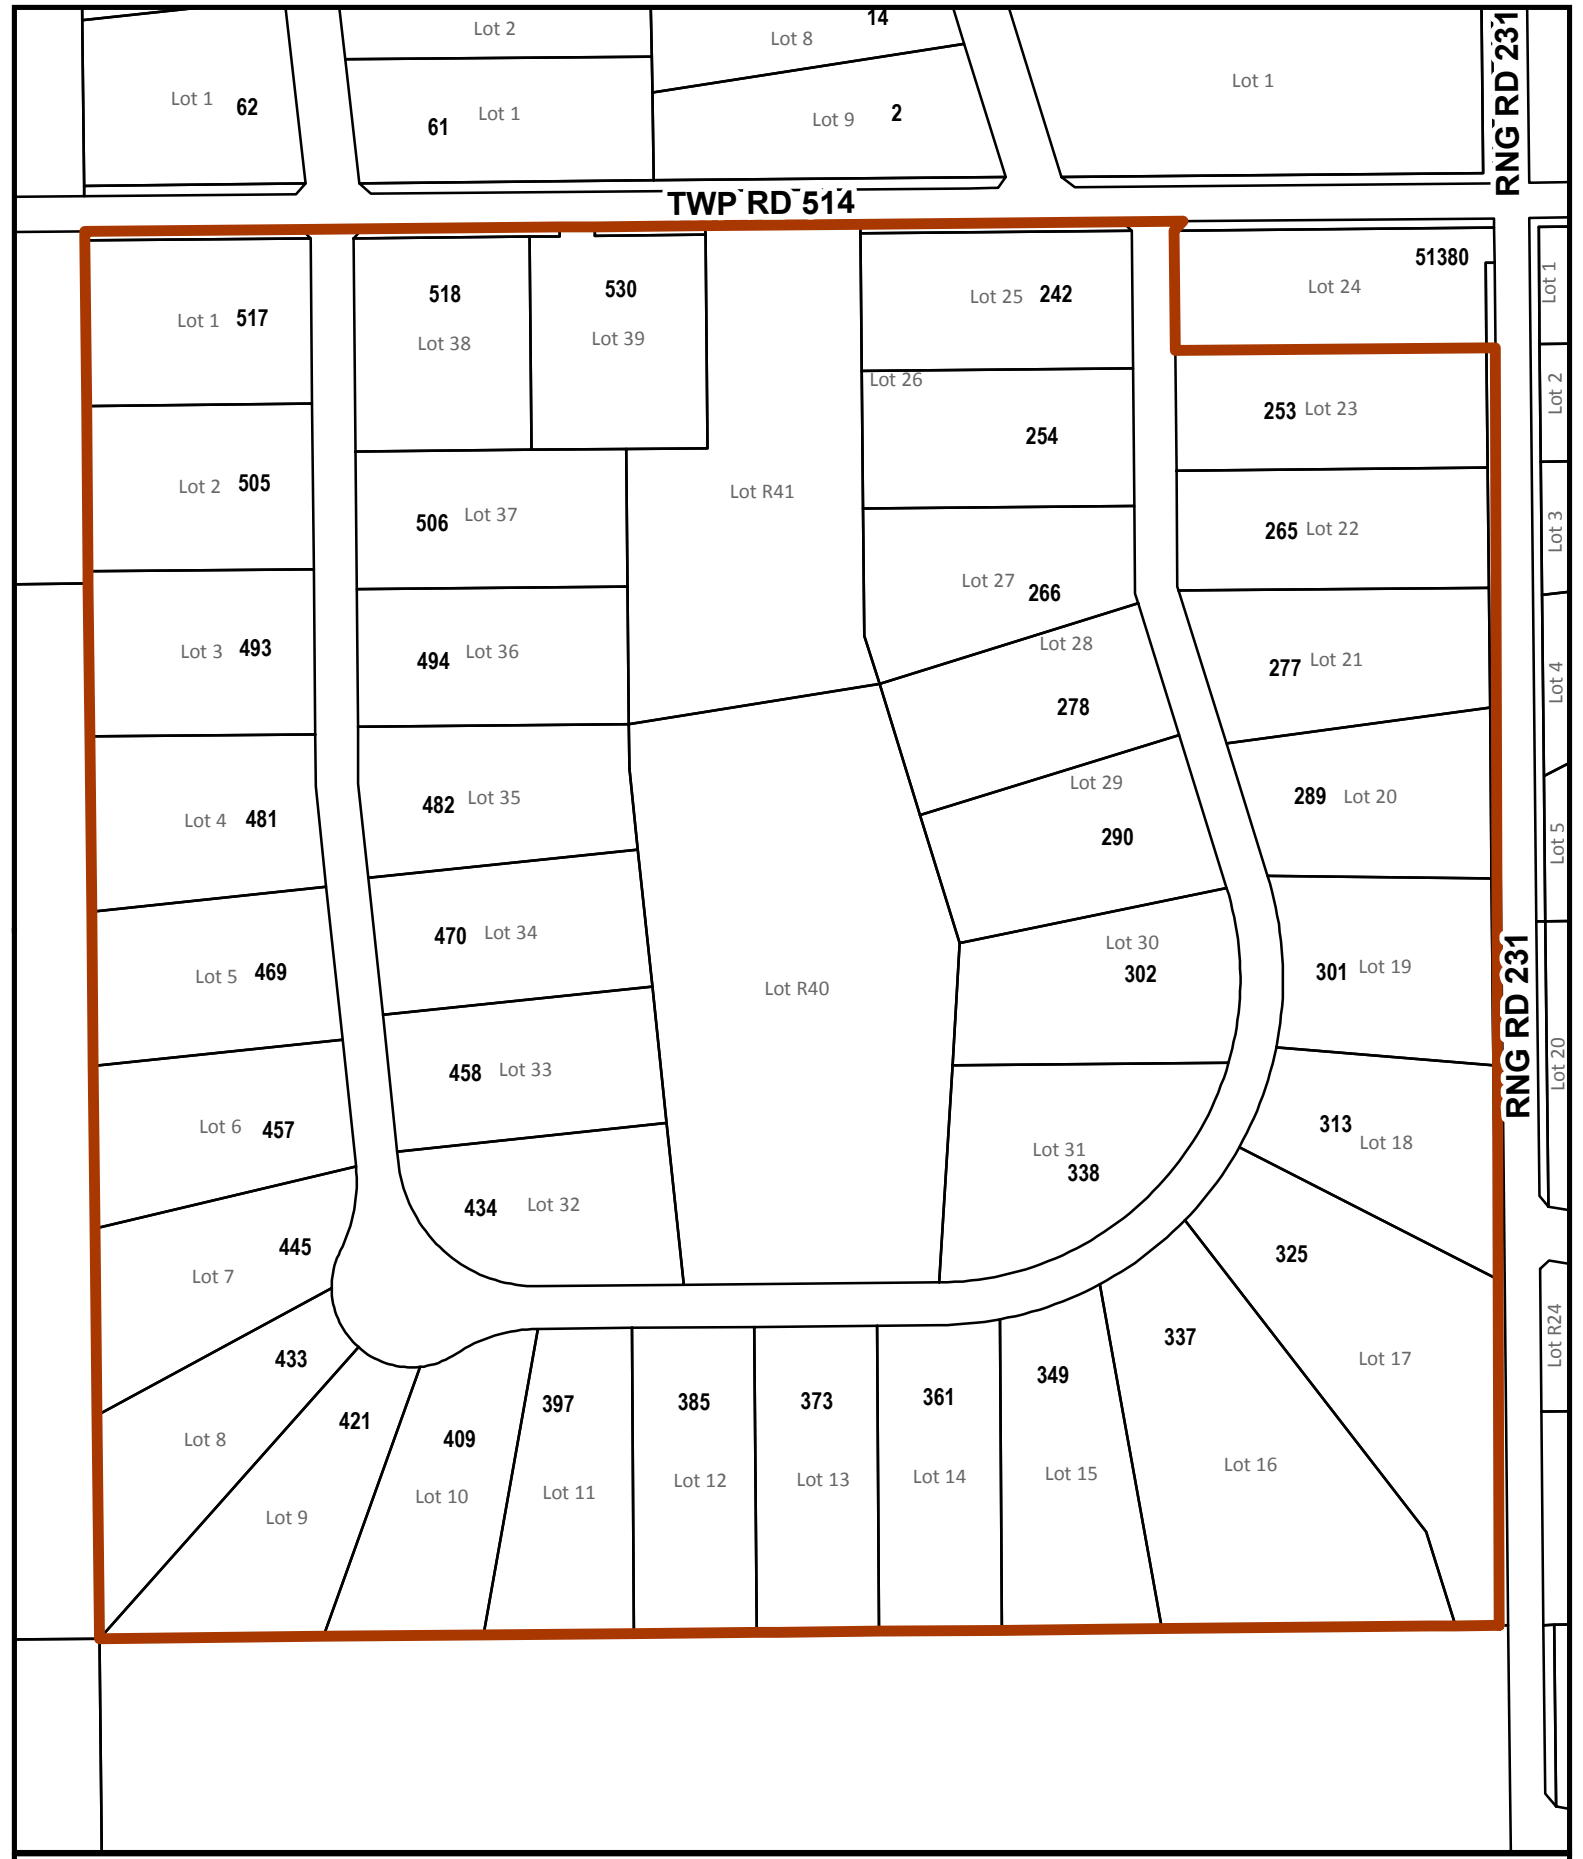 Lot 2
Lot 8
14
RNG RD 231
Lot 1 62
61 Lot 1
Lot 9 2
Lot 1
TWP RD 514
Lot 1 517
518
Lot 38
530
Lot 39
Lot 25 242
Lot 24
51380
Lot 1
Lot 26
254
253 Lot 23
Lot 2
Lot 2 505
506 Lot 37
Lot R41
265 Lot 22
Lot 3
Lot 27 266
Lot 3 493
494 Lot 36
Lot 28
278
277 Lot 21
Lot 4
Lot 4 481
482 Lot 35
Lot 29
290
289 Lot 20
Lot 5
Lot 5 469
470 Lot 34
Lot R40
Lot 30
302
301 Lot 19
RNG RD 231
Lot 20
Lot 6 457
458 Lot 33
Lot 31
338
313
Lot 18
434 Lot 32
445
Lot 7
325
Lot 17
Lot R24
433
Lot 8
421
Lot 9
409
Lot 10
397
Lot 11
385
Lot 12
373
Lot 13
361
Lot 14
349
Lot 15
337
Lot 16